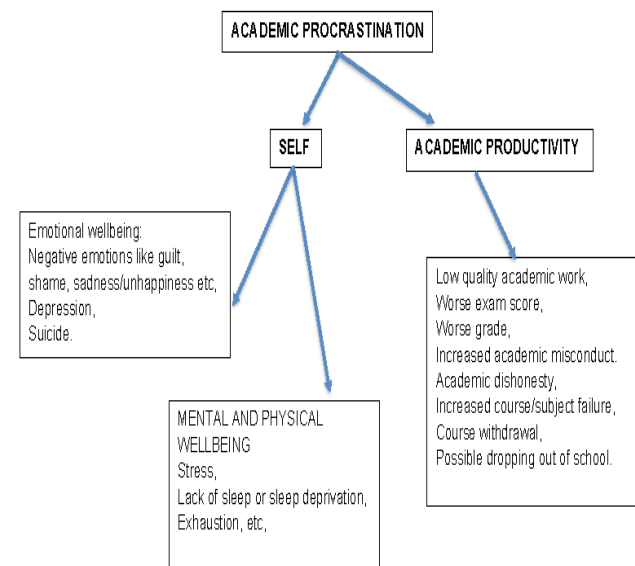 ACADEMIC PROCRASTINATION
SELF
ACADEMIC PRODUCTIVITY
Emotional wellbeing:
Negative emotions like guilt,
shame, sadness/unhappiness etc,
Depression,
Suicide.
Low quality academic work,
Worse exam score,
Worse grade,
Increased academic misconduct.
Academic dishonesty,
Increased course/subject failure,
Course withdrawal,
Possible dropping out of school.
MENTAL AND PHYSICAL
WELLBEING
Stress,
Lack of sleep or sleep deprivation,
Exhaustion, etc,